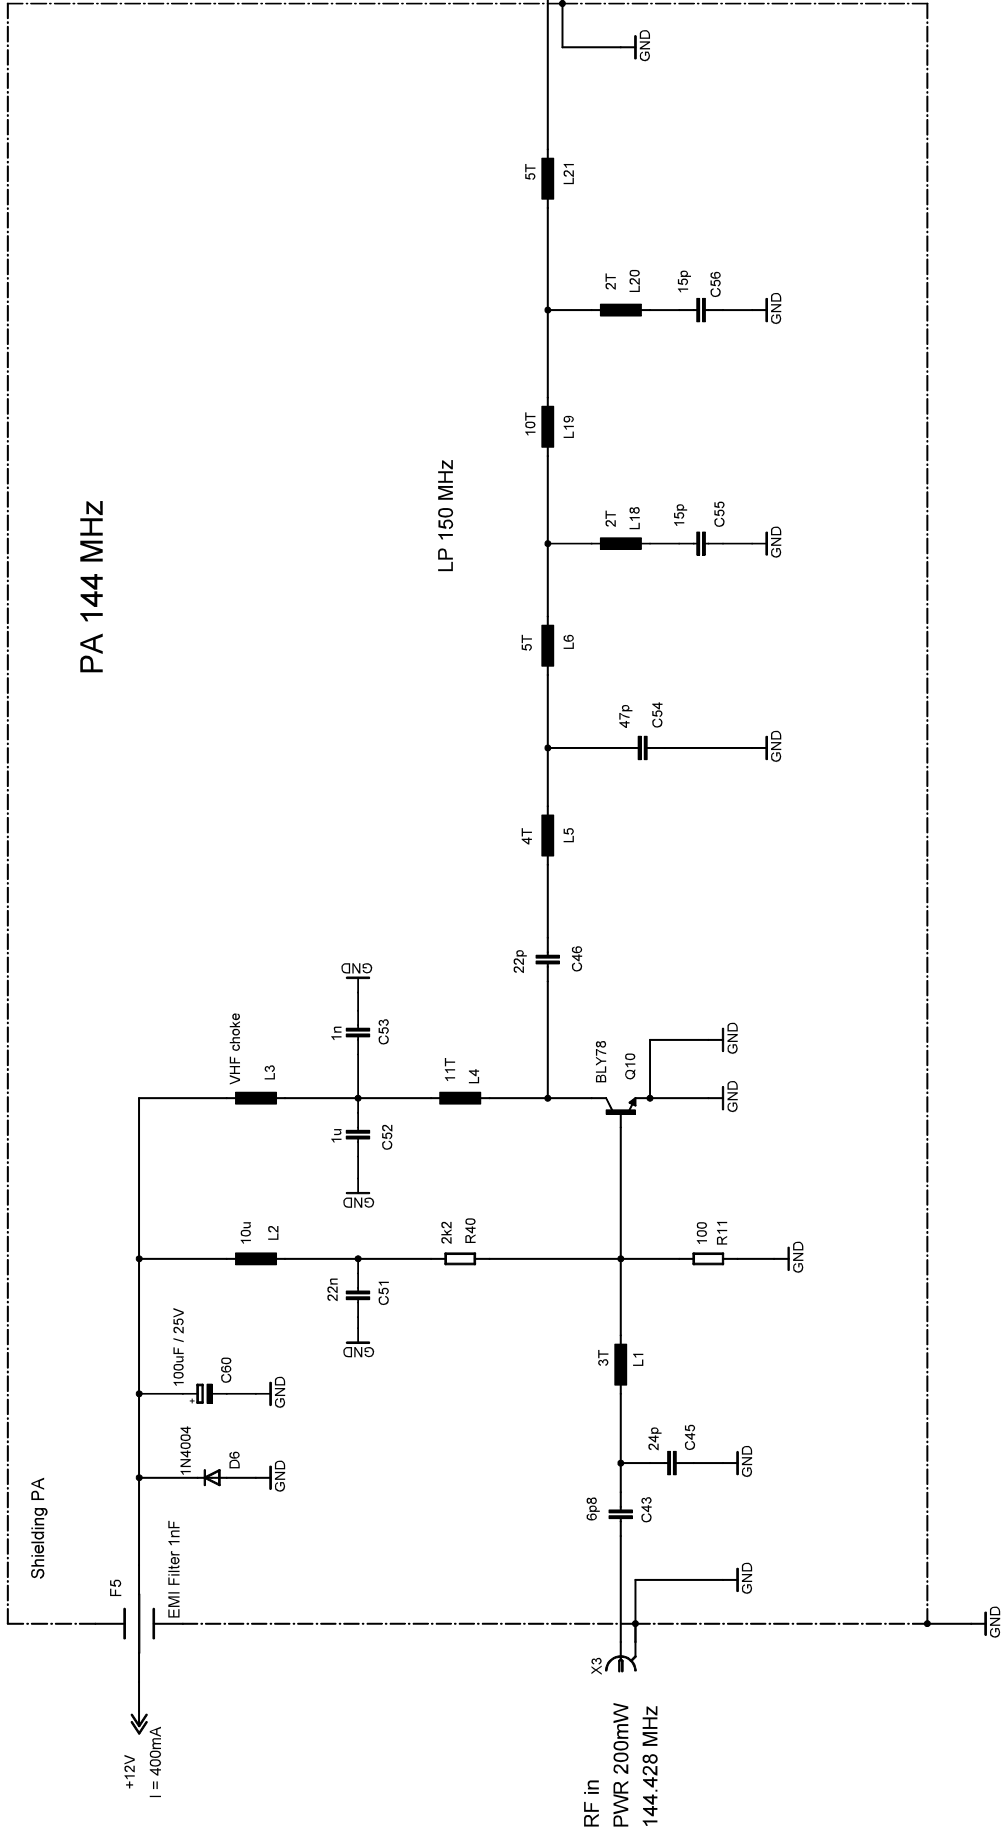 PA 144 MHz
Shielding PA
F5
EMI Filter 1nF
+12V
I = 400mA
1N4004
D6
GND
100uF / 25V
+
C60
GND
10u
L2
22n
C51
GND
2k2
R40
VHF choke
L3
1u
C52
GND
1n
C53
GND
11T
L4
LP 150 MHz
22p
C46
4T
L5
47p
C54
GND
5T
L6
2T
L18
15p
C55
GND
10T
L19
2T
L20
15p
C56
GND
5T
L21
GND
RF in
PWR 200mW
144.428 MHz
X3
GND
6p8
C43
24p
C45
GND
3T
L1
100
R11
GND
BLY78
Q10
GND
GND
GND